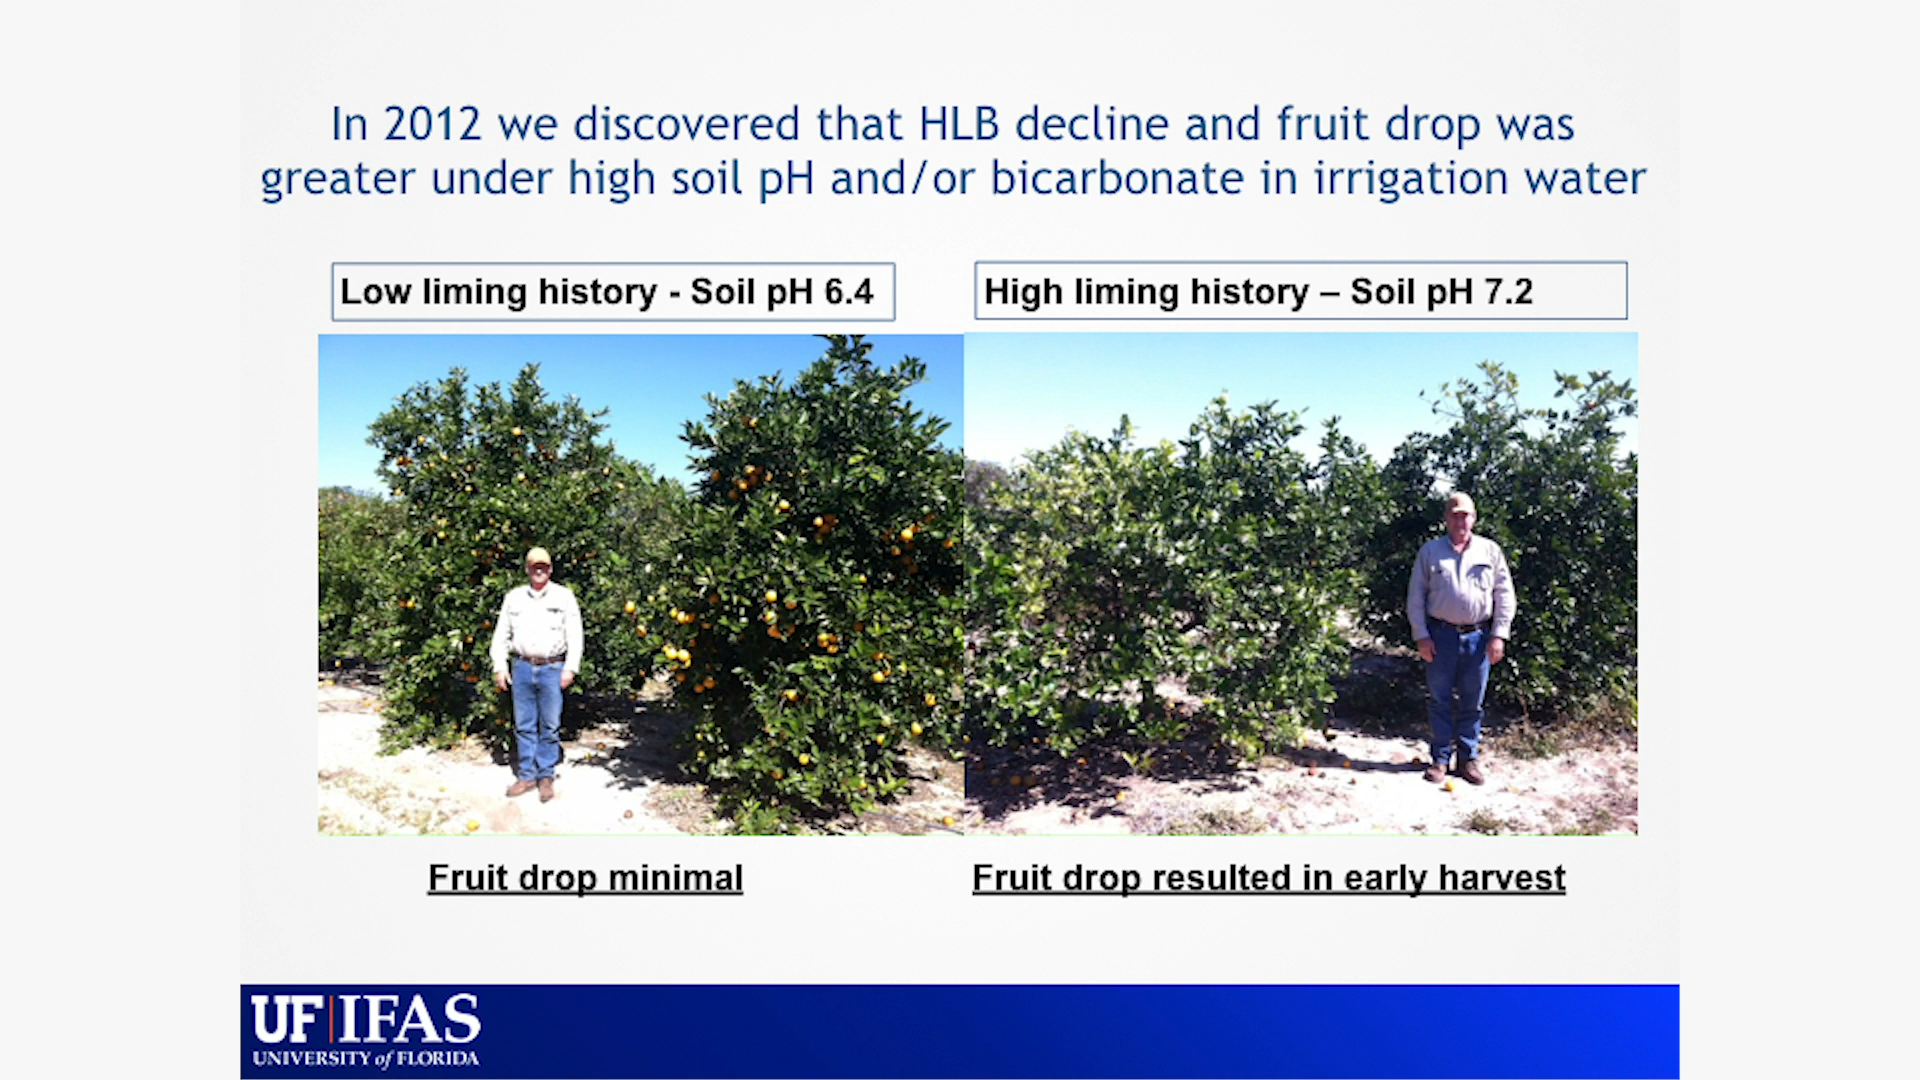 In 2012 we discovered that HLB decline and fruit drop was
greater under high soil pH and/or bicarbonate in irrigation water
Low liming history - Soil pH 6.4
High liming history – Soil pH 7.2
Fruit drop minimal
Fruit drop resulted in early harvest
UF|IFAS
UNIVERSITY of FLORIDA